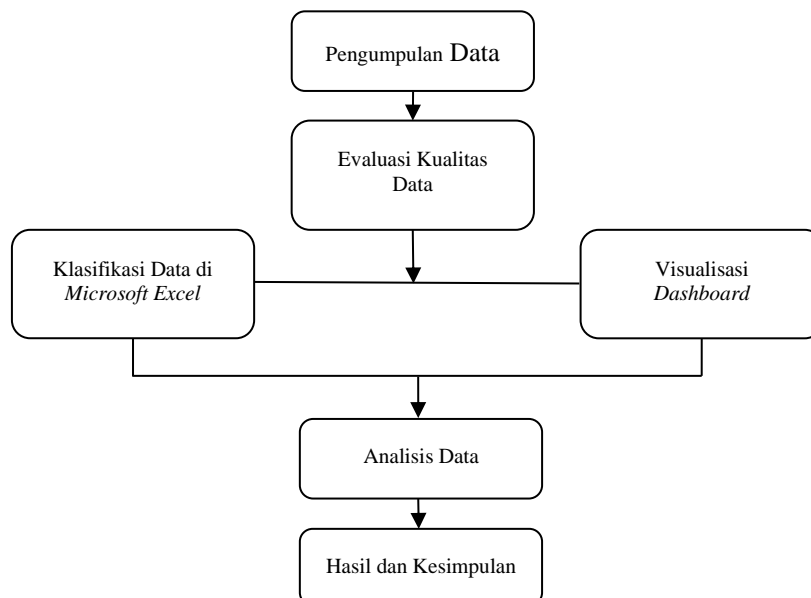 Pengumpulan Data
Evaluasi Kualitas
Data
Klasifikasi Data di
Microsoft Excel
Visualisasi
Dashboard
Analisis Data
Hasil dan Kesimpulan